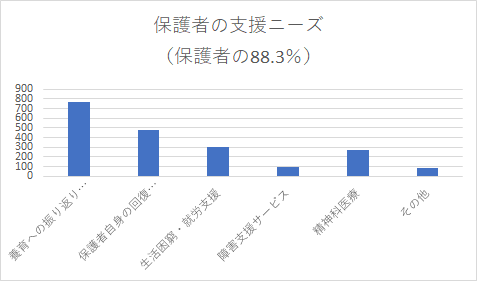 保護者の支援ニーズ
（保護者の88.3%）
900
800
700
600
500
400
300
200
100
0
養育への振り返り…
保護者自身の回復…
生活困窮・就労支援
障害支援サービス
精神科医療
その他